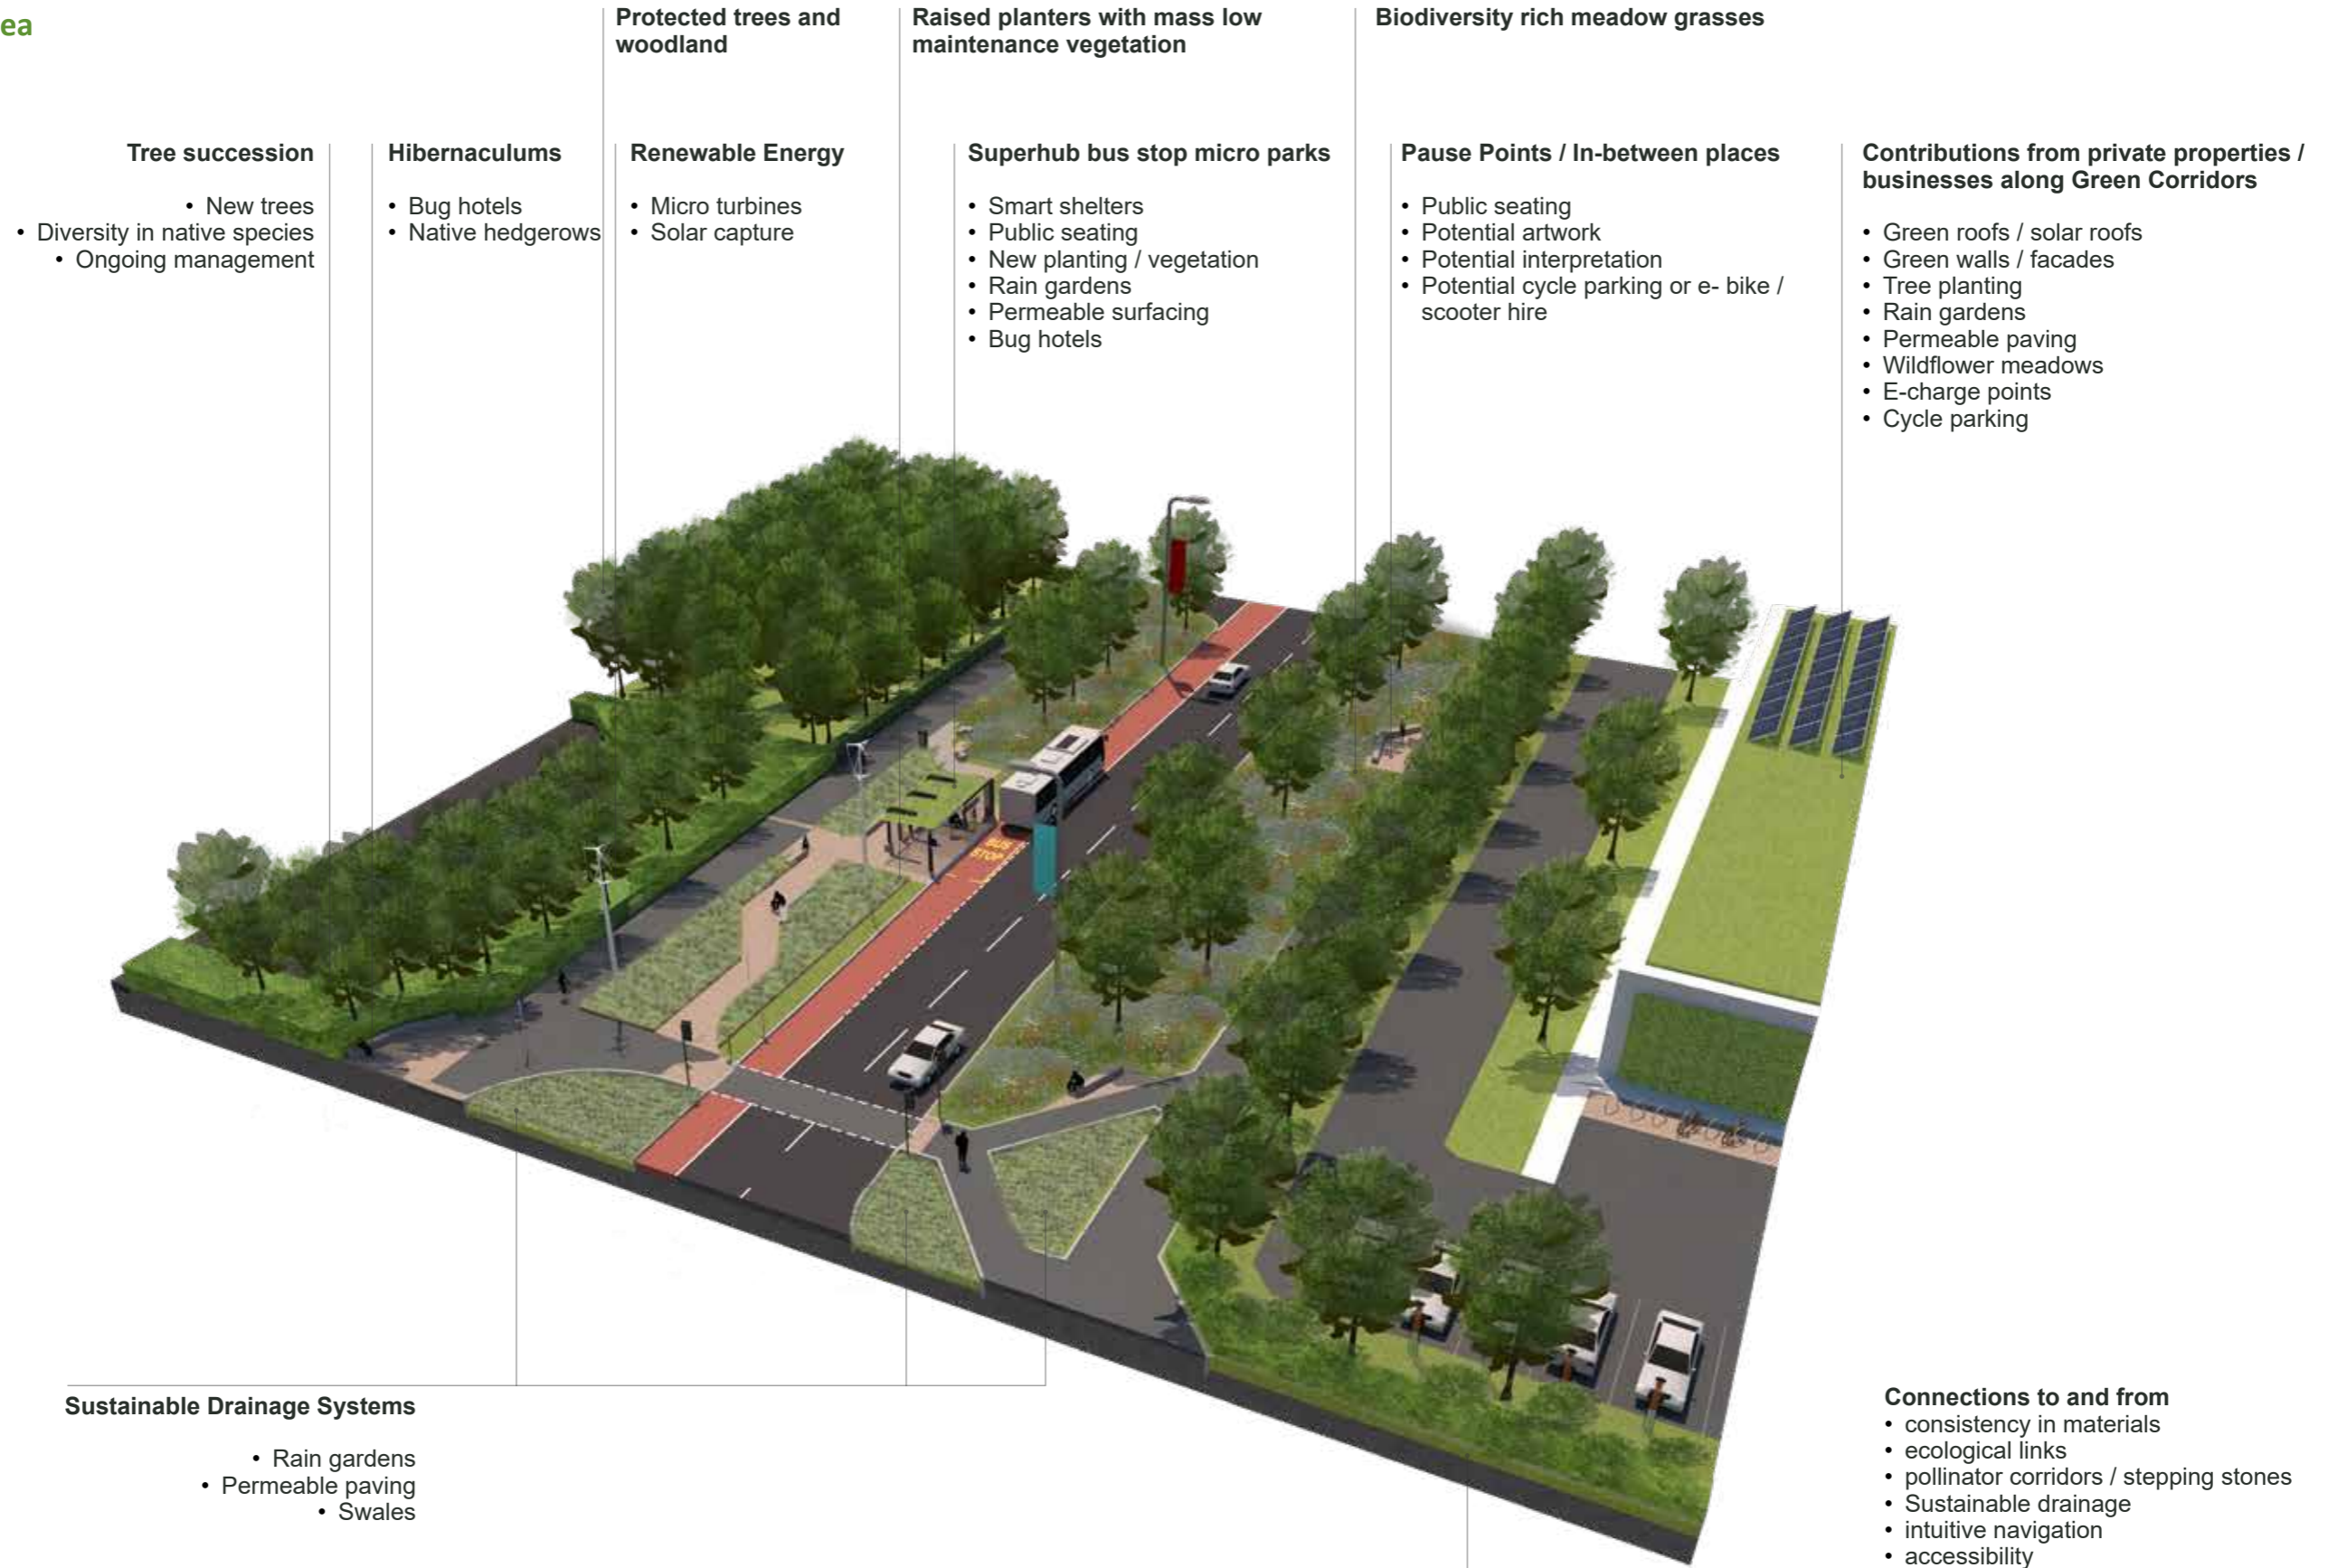 ea
Protected trees and
woodland
Raised planters with mass low
maintenance vegetation
Biodiversity rich meadow grasses
Tree succession
• New trees
• Diversity in native species
• Ongoing management
Hibernaculums
• Bug hotels
• Native hedgerows
Renewable Energy
• Micro turbines
• Solar capture
Superhub bus stop micro parks
• Smart shelters
• Public seating
• New planting / vegetation
• Rain gardens
• Permeable surfacing
• Bug hotels
Pause Points / In-between places
• Public seating
• Potential artwork
• Potential interpretation
• Potential cycle parking or e- bike /
scooter hire
Contributions from private properties /
businesses along Green Corridors
• Green roofs / solar roofs
• Green walls / facades
• Tree planting
• Rain gardens
• Permeable paving
• Wildflower meadows
• E-charge points
• Cycle parking
BUS
STOP
Sustainable Drainage Systems
• Rain gardens
• Permeable paving
• Swales
Connections to and from
• consistency in materials
• ecological links
• pollinator corridors / stepping stones
• Sustainable drainage
• intuitive navigation
• accessibility